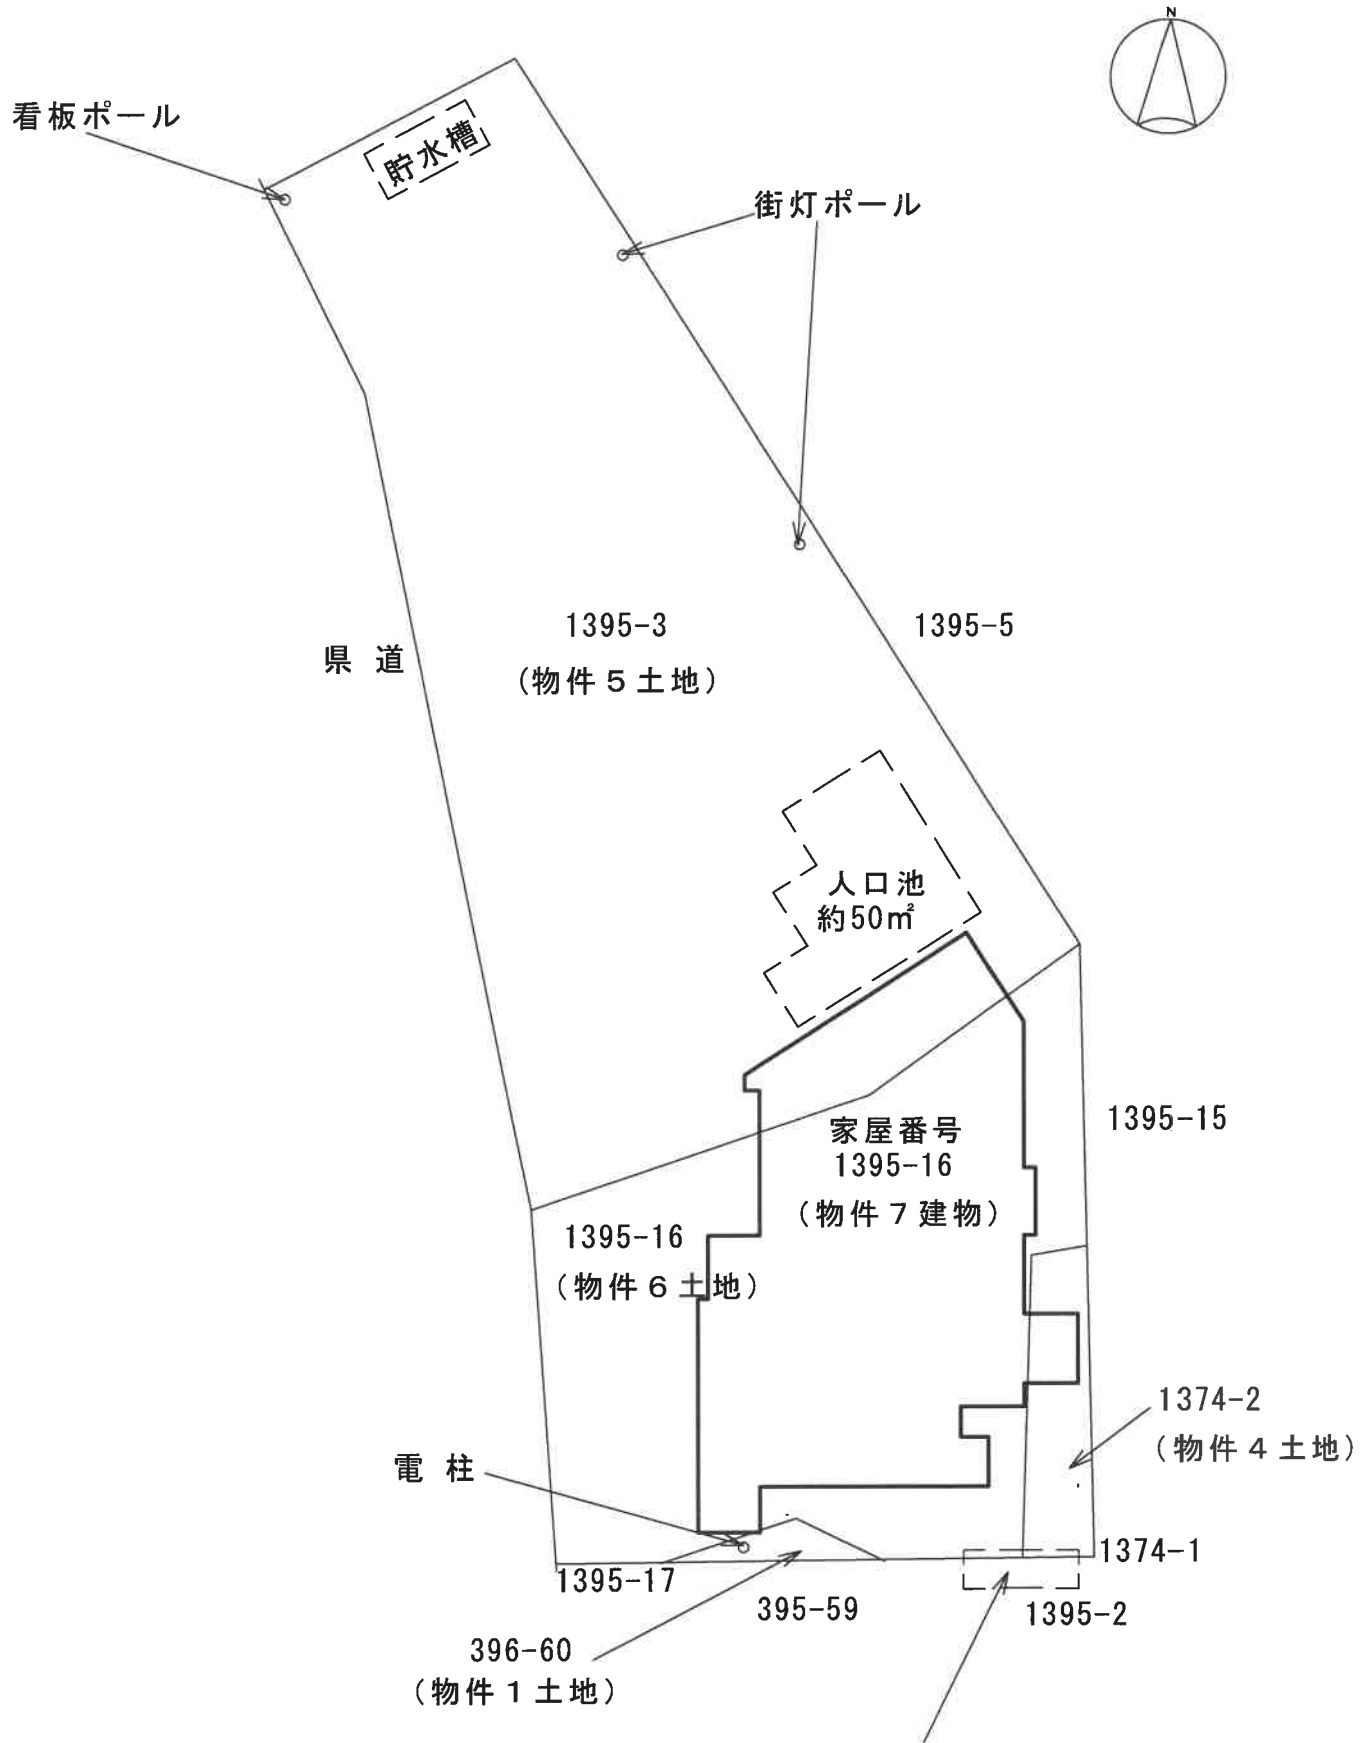 N
看板ポール
貯水槽
街灯ポール
1395-3
(物件５土地)
1395-5
県 道
人口池
約50㎡
1395-15
家屋番号
1395-16
(物件７建物)
1395-16
(物件６土地)
1374-2
(物件４土地)
電 柱
1374-1
1395-17
395-59
1395-2
396-60
(物件１土地)